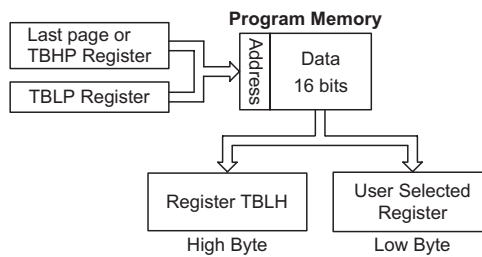 Program Memory
Last page or
TBHP Register
TBLP Register
Address
Data
16 bits
Register TBLH
User Selected
Register
High Byte
Low Byte